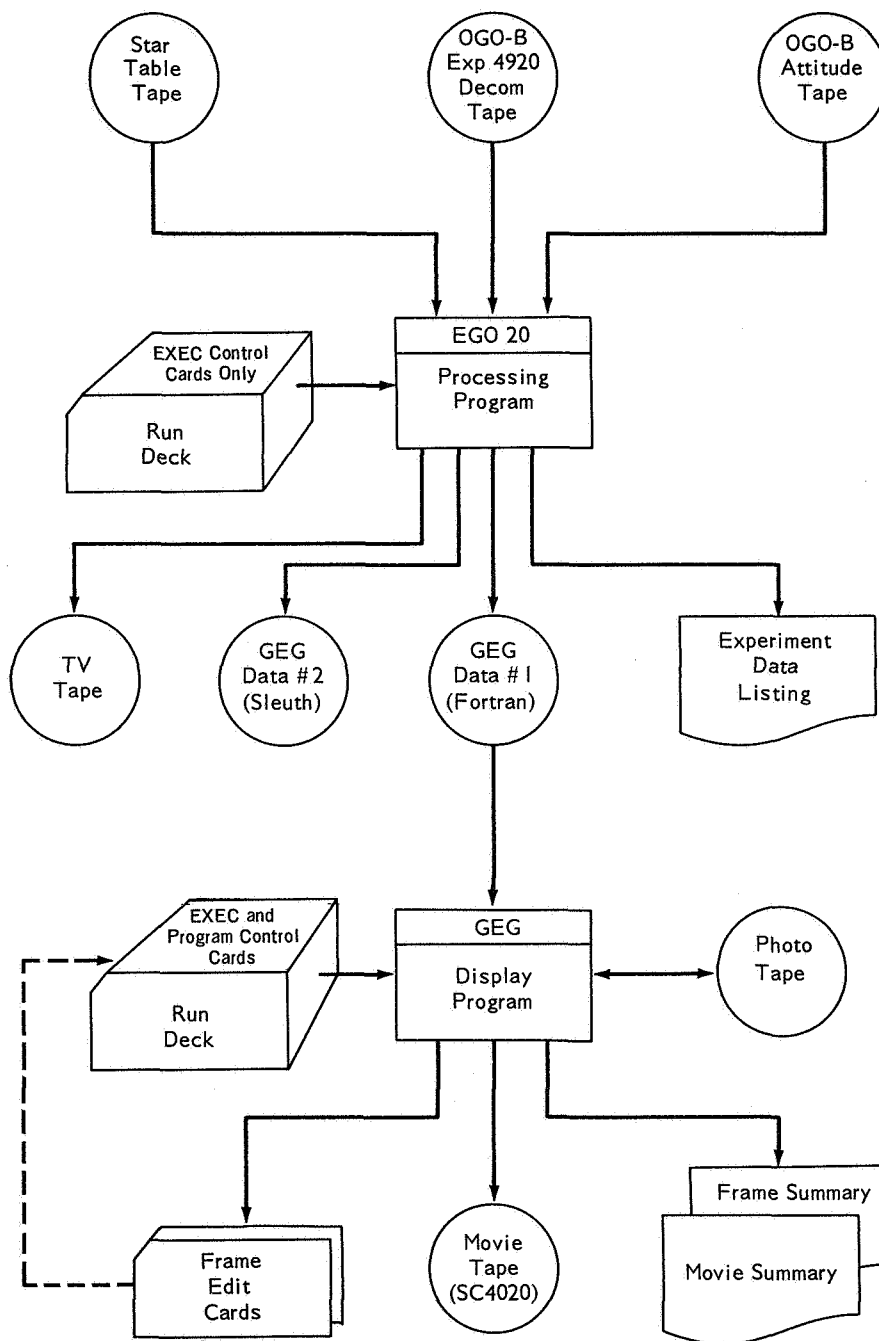 Star
Table
Tape
OGO-B
Exp 4920
Decom
Tape
OGO-B
Attitude
Tape
EGO 20
Processing
Program
EXEC Control
Cards Only
Run
Deck
TV
Tape
GEG
Data #2
(Sleuth)
GEG
Data #1
(Fortran)
Experiment
Data
Listing
EXEC and
Program Control
Cards
Run
Deck
GEG
Display
Program
Photo
Tape
Frame
Edit
Cards
Movie
Tape
(SC4020)
Frame Summary
Movie Summary